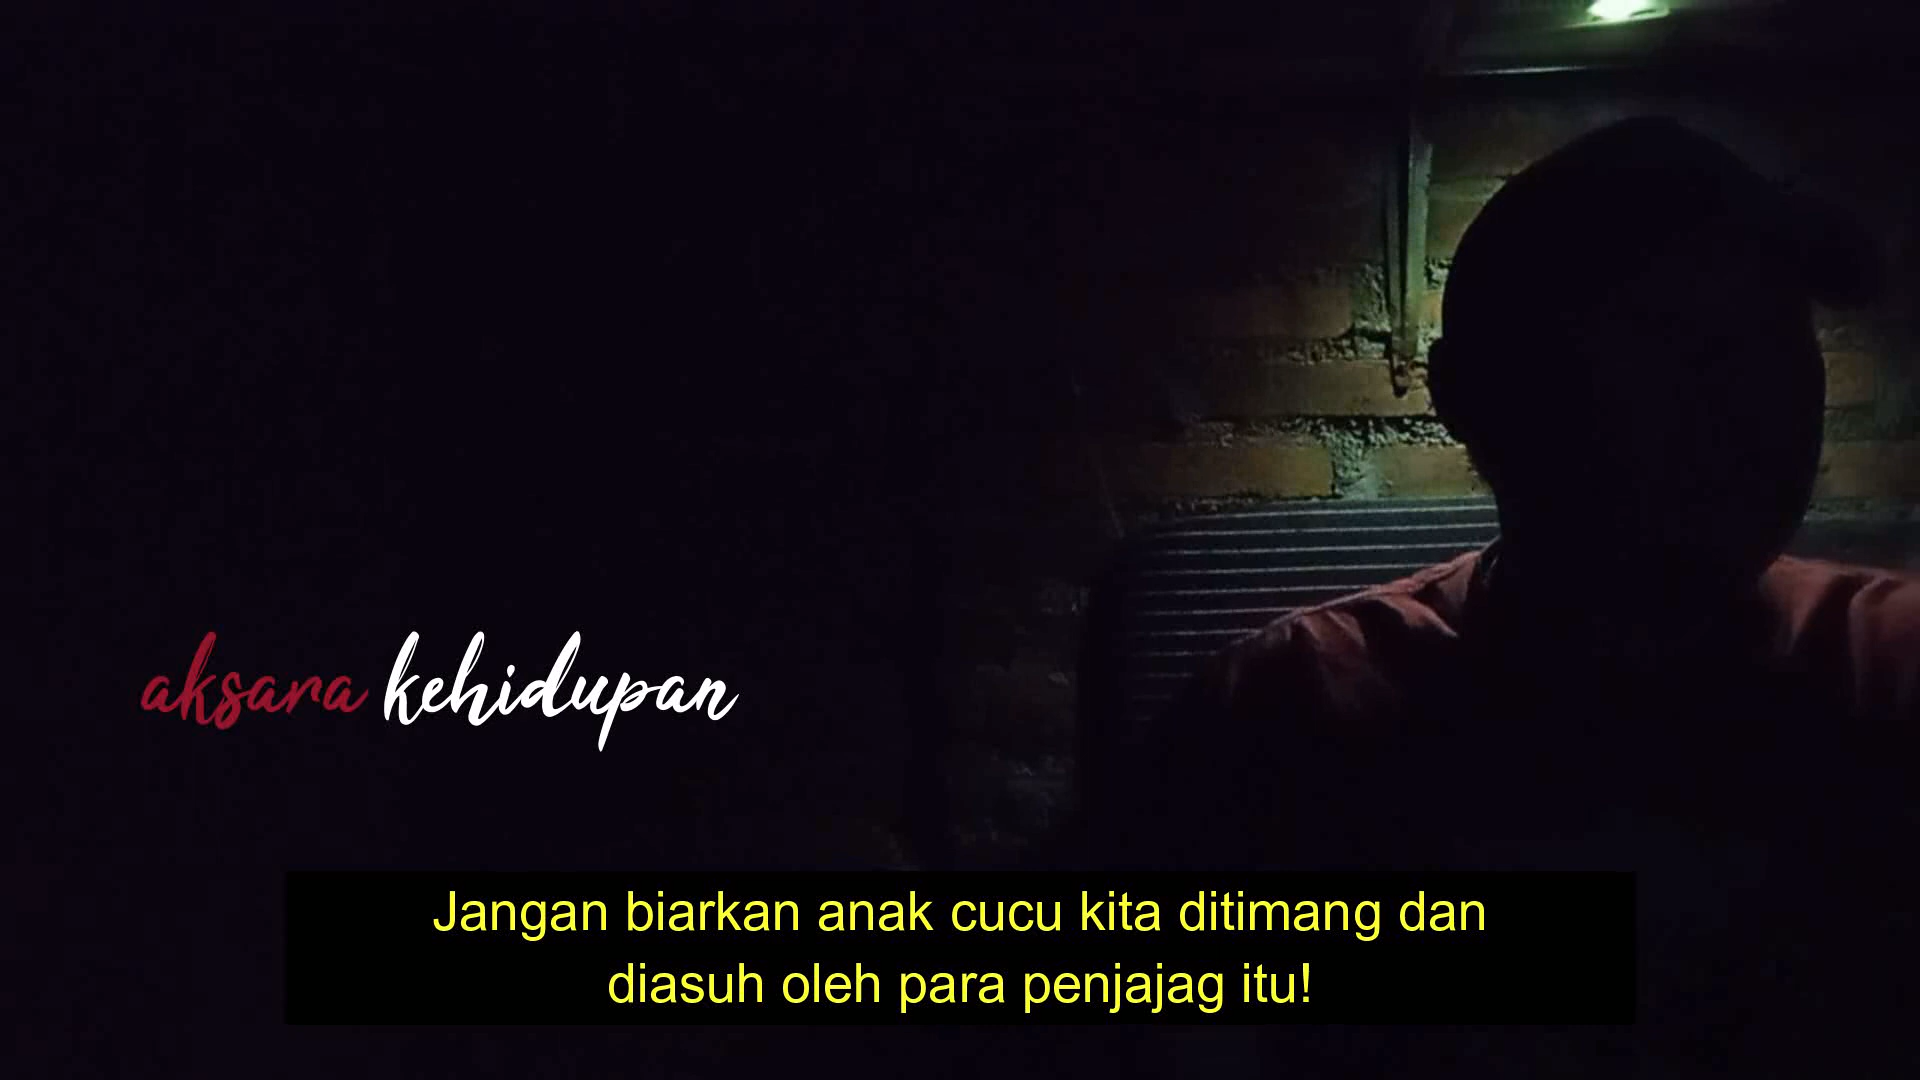 aksara kehidupan
Jangan biarkan anak cucu kita ditimang dan
diasuh oleh para penjajag itu!